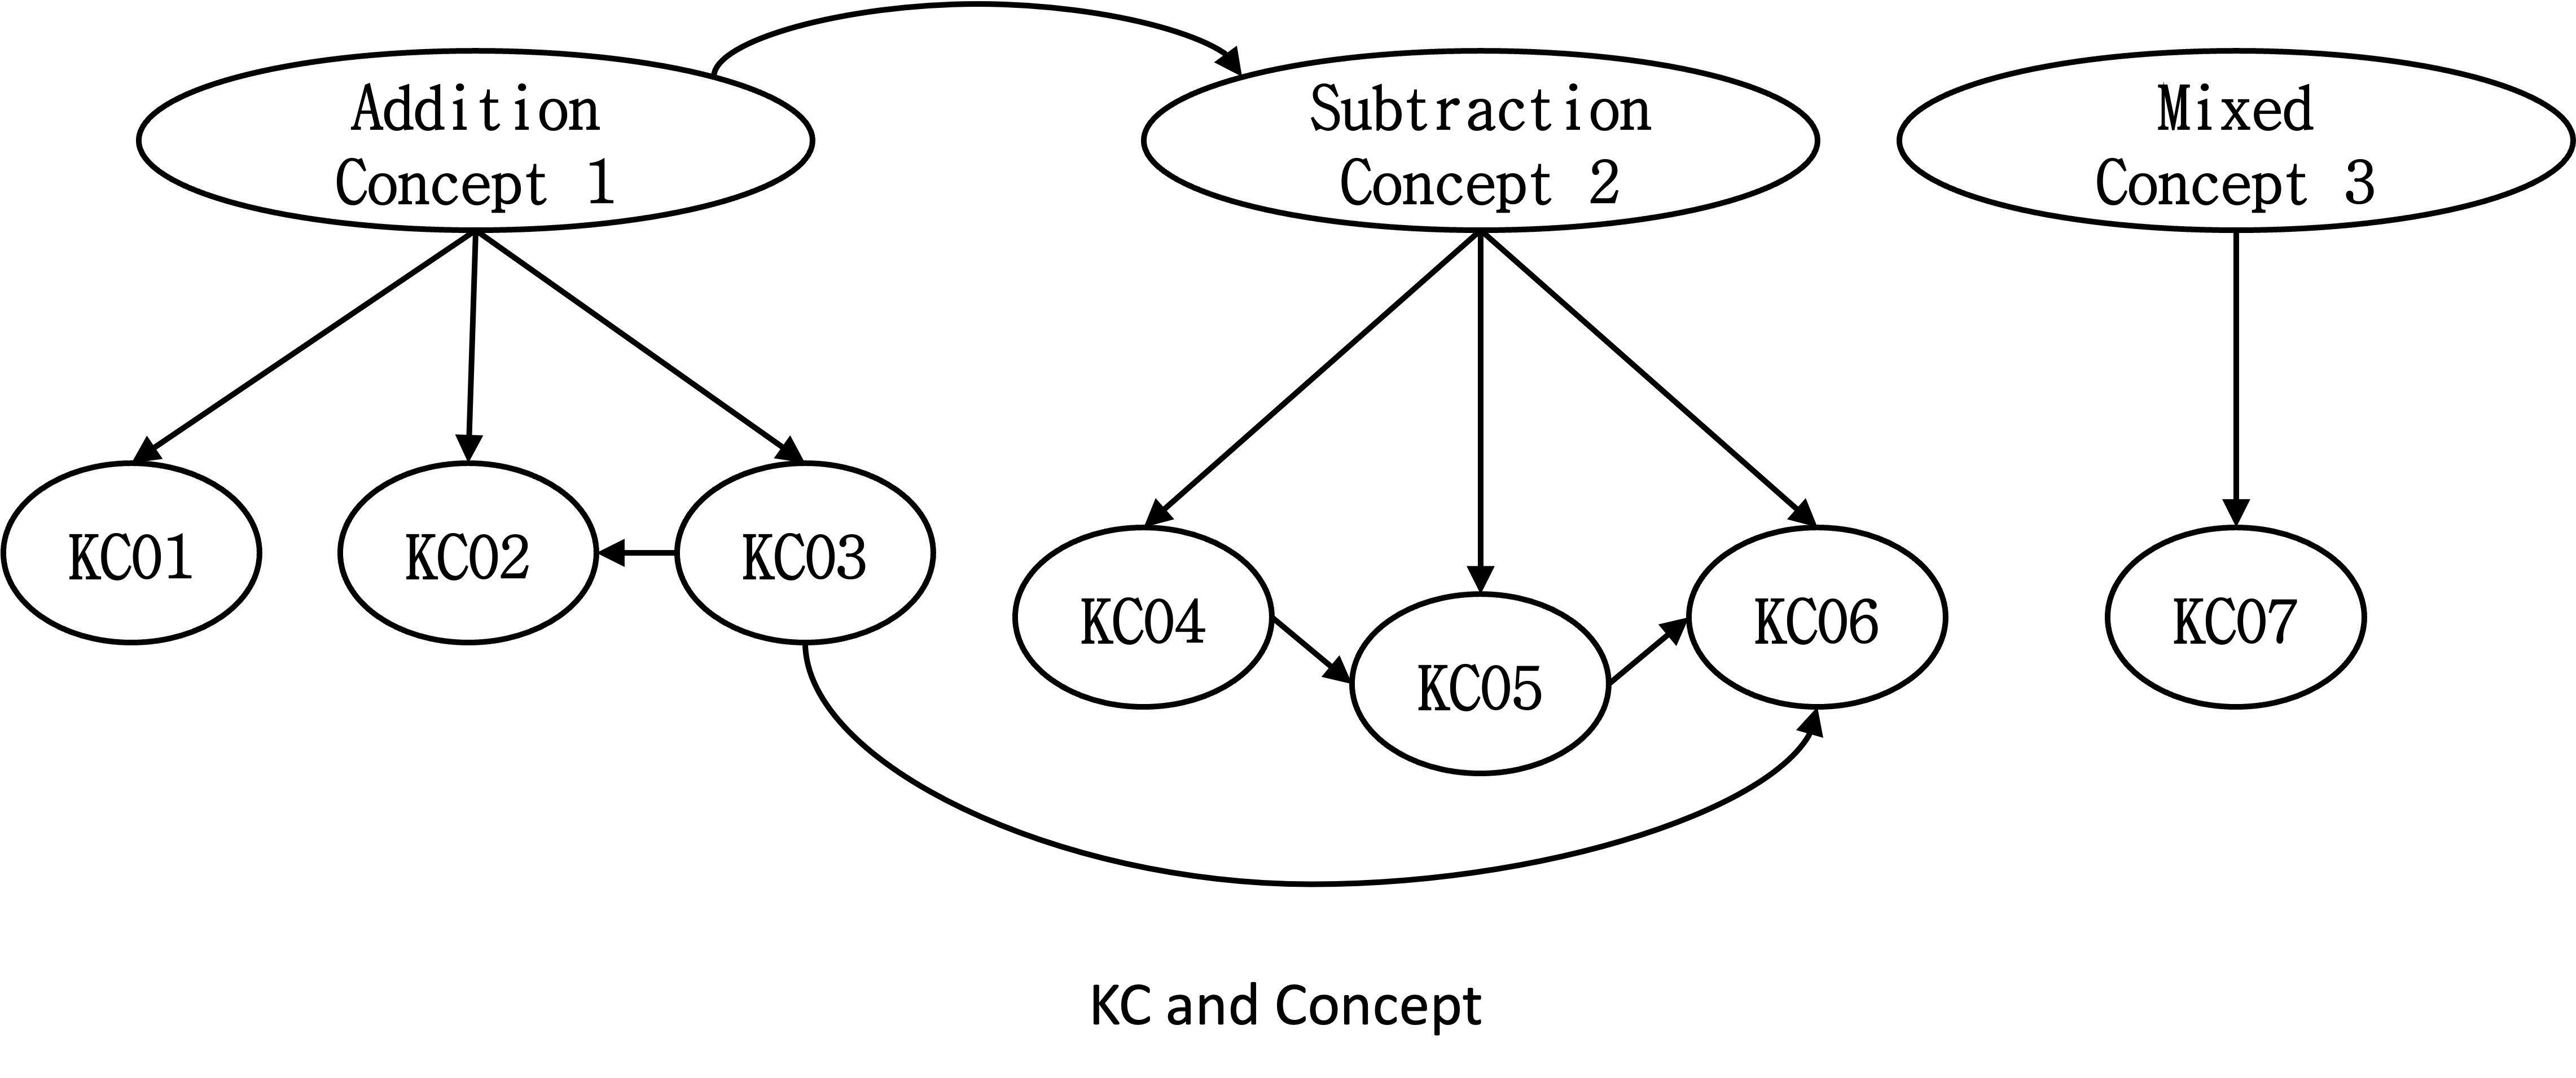 Addition
Concept 1
Subtraction
Concept 2
Mixed
Concept 3
KC01
KC02
KC03
KC04
KC05
KC06
KC07
KC and Concept